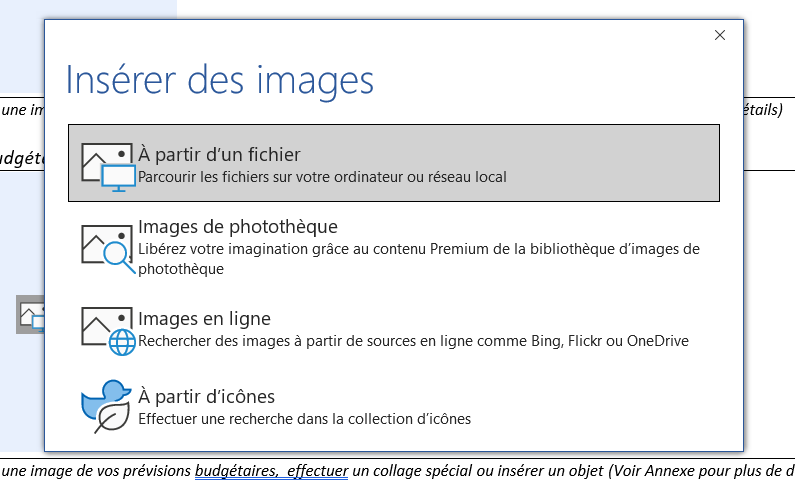 Insérer des images
une im
étails)
À partir d'un fichier
udgéta
Parcourir les fichiers sur votre ordinateur ou réseau local
Images de photothèque
Libérez votre imagination grâce au contenu Premium de la bibliothèque d'images de
photothèque
Images en ligne
Rechercher des images à partir de sources en ligne comme Bing, Flickr ou OneDrive
À partir d'icônes
Effectuer une recherche dans la collection d'icônes
une image de vos prévisions budgétaires, effectuer un collage spécial ou insérer un objet (Voir Annexe pour plus de d